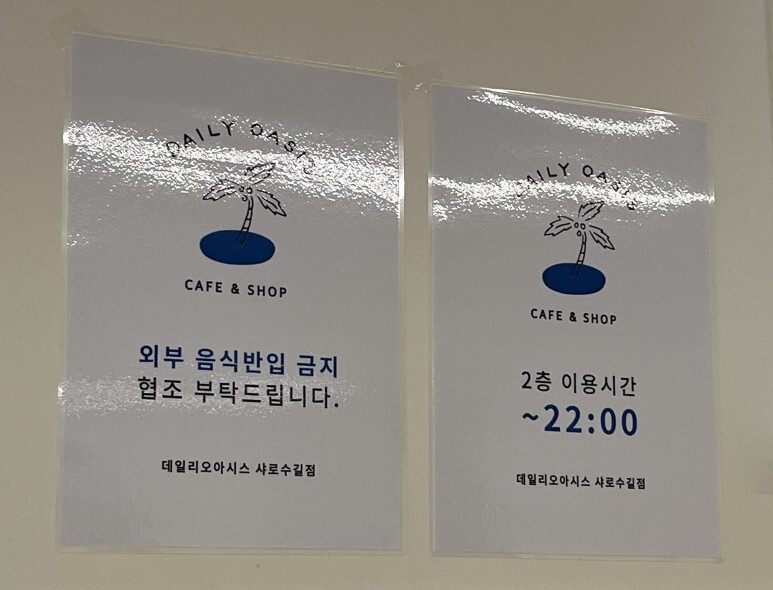 DAILY OASIS
CAFE & SHOP
외부 음식반입 금지
협조 부탁드립니다.
데일리오아시스 샤로수길점
DAILY OASIS
CAFE & SHOP
2층 이용시간
~22:00
데일리오아시스 샤로수길점